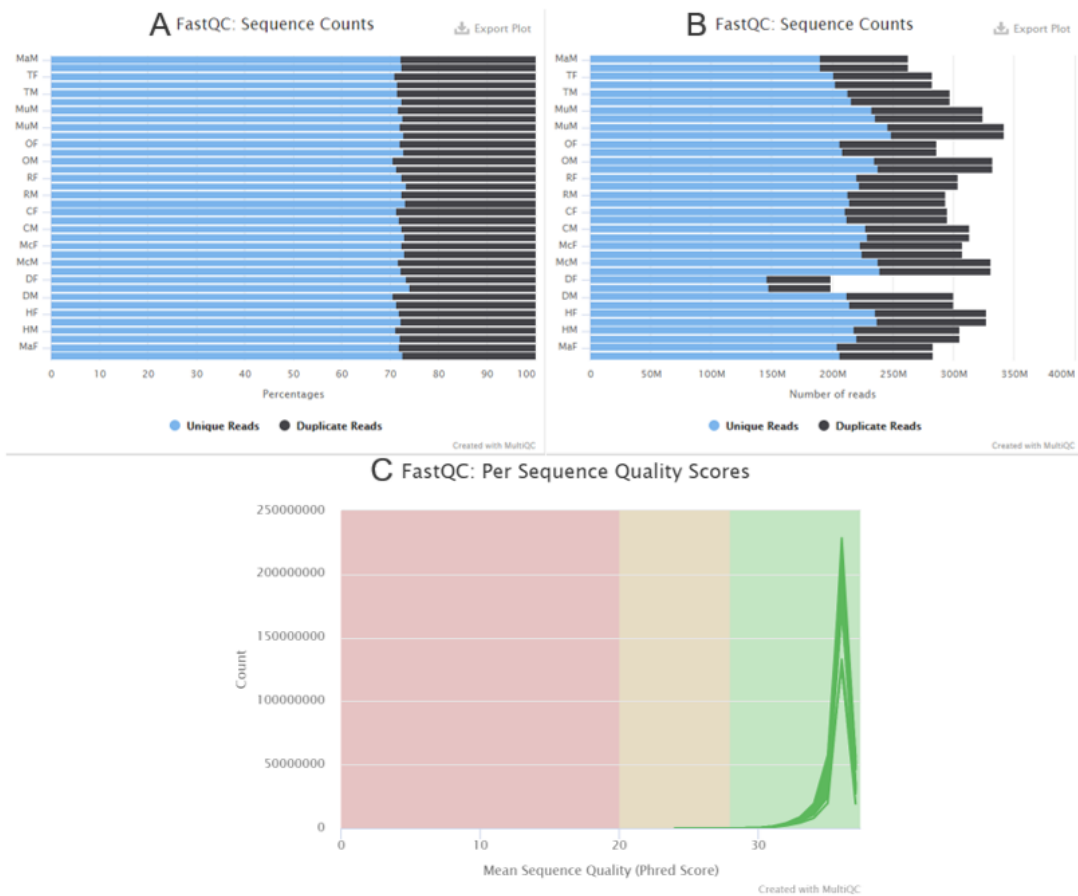 A FastQC: Sequence Counts
Export Plot
MaM
TF
TM
MuM
MuM
OF
OM
RF
RM
CF
CM
McF
McM
DF
DM
HF
HM
MaF
0 10 20 30 40 50 60 70 80 90 100
Percentages
Unique Reads Duplicate Reads
Created with MultiQC
B FastQC: Sequence Counts
Export Plot
MaM
TF
TM
MuM
MuM
OF
OM
RF
RM
CF
CM
McF
McM
DF
DM
HF
HM
MaF
0 50M 100M 150M 200M 250M 300M 350M 400M
Number of reads
Unique Reads Duplicate Reads
Created with MultiQC
C FastQC: Per Sequence Quality Scores
Count
250000000
200000000
150000000
100000000
50000000
0
0 10 20 30
Mean Sequence Quality (Phred Score)
Created with MultiQC